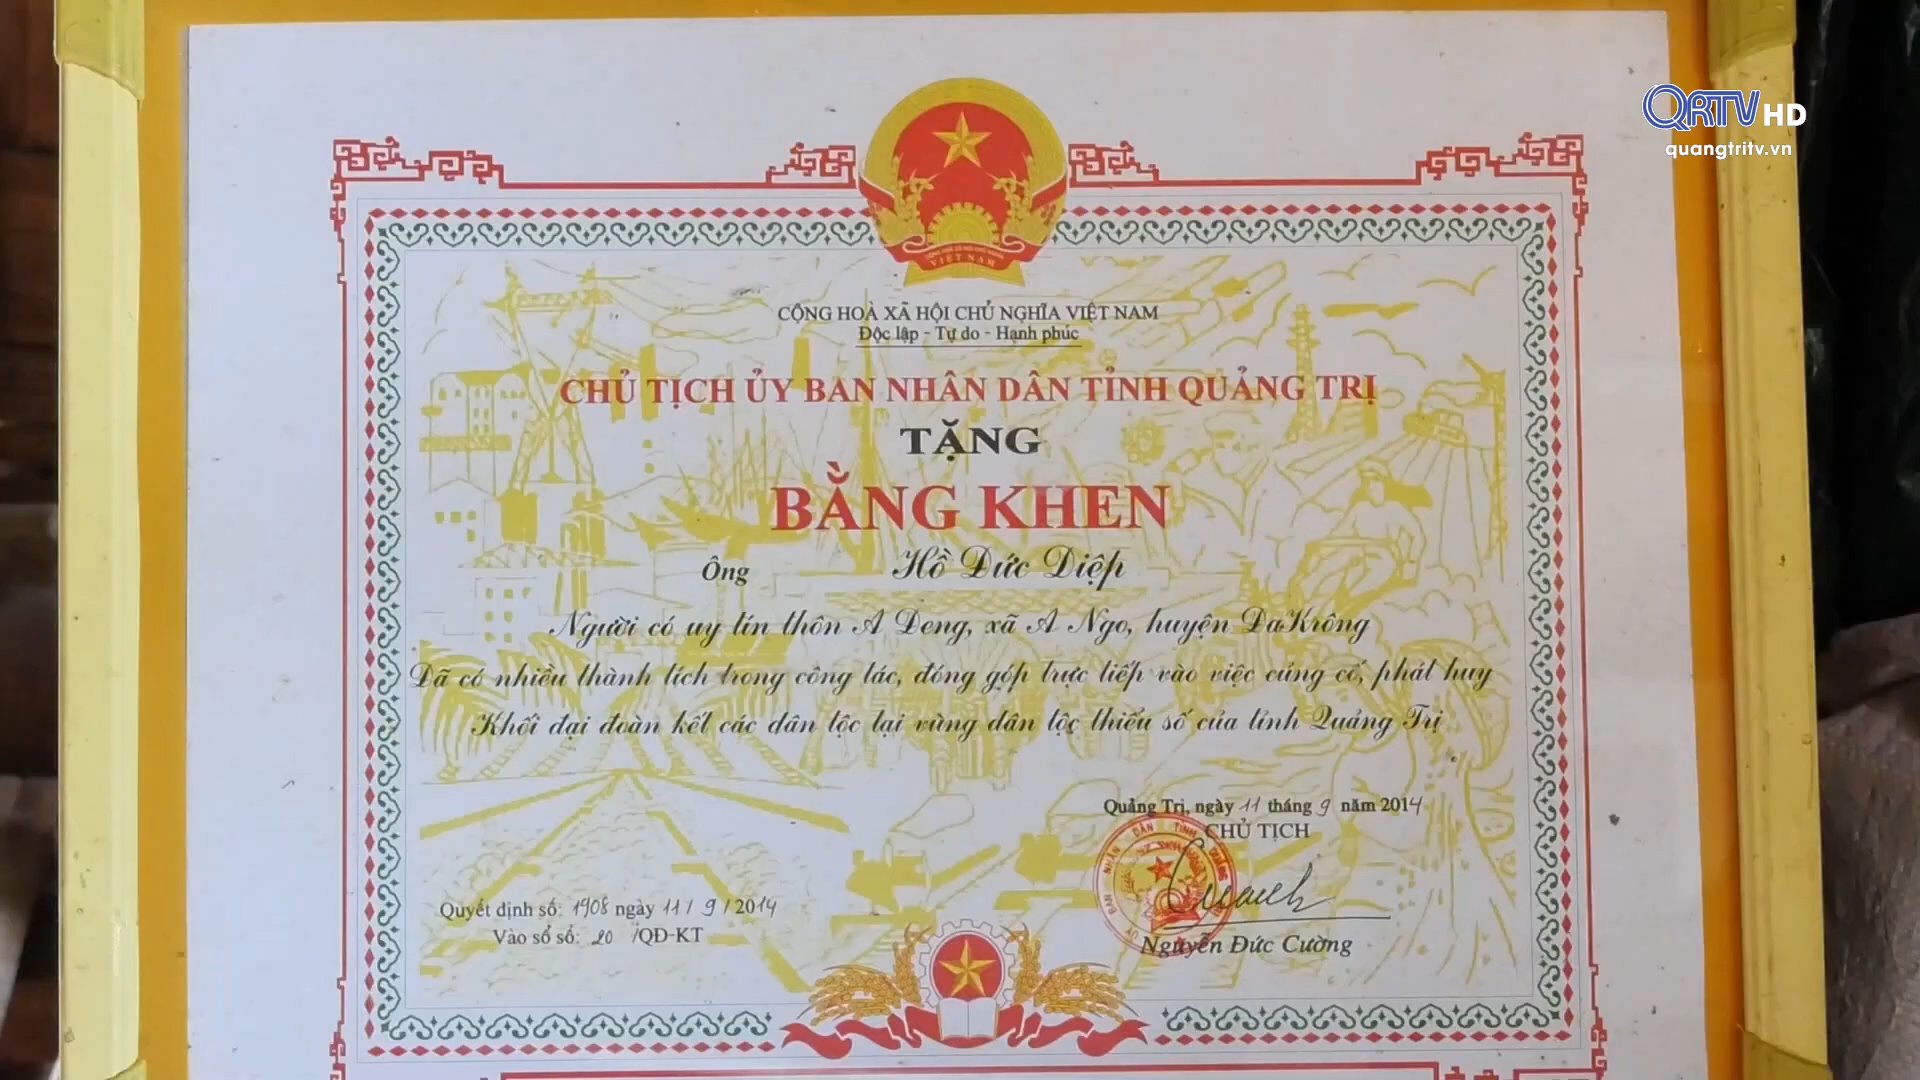 QRTV HD
quangtritv.vn
VIỆT NAM
CỘNG HOÀ XÃ HỘI CHỦ NGHĨA VIỆT NAM
Độc lập - Tự do - Hạnh phúc
CHỦ TỊCH ỦY BAN NHÂN DÂN TỈNH QUẢNG TRỊ
TẶNG
BẰNG KHEN
Ông Hồ Đức Diệp
Người có uy tín thôn A Deng, xã A Ngo, huyện ĐaKrông
Đã có nhiều thành tích trong công tác, đóng góp trực tiếp vào việc củng cố, phát huy
Khối đại đoàn kết các dân tộc tại vùng dân tộc thiểu số của tỉnh Quảng Trị
Quảng Trị, ngày 11 tháng 9 năm 2014
CHỦ TỊCH
Quyết định số: 1908 ngày 11/9/2014
Vào sổ số: 20 /QĐ-KT
Nguyễn Đức Cường